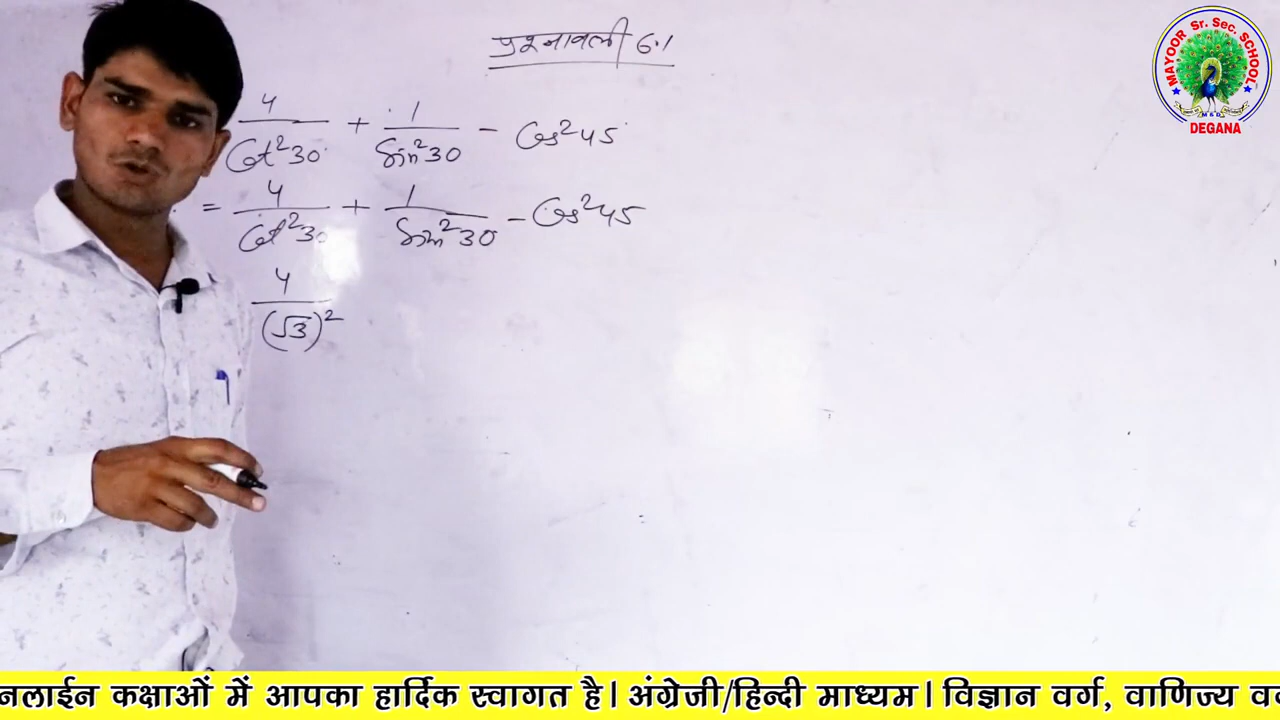 प्रश्नावली 6.1
4/Cot²30 + 1/Sin²30 - Cos²45
= 4/Cot²30 + 1/Sin²30 - Cos²45
4/(√3)²
MAYOOR Sr. Sec. SCHOOL
DEGANA
नलाईन कक्षाओं में आपका हार्दिक स्वागत है। अंग्रेजी/हिन्दी माध्यम। विज्ञान वर्ग, वाणिज्य